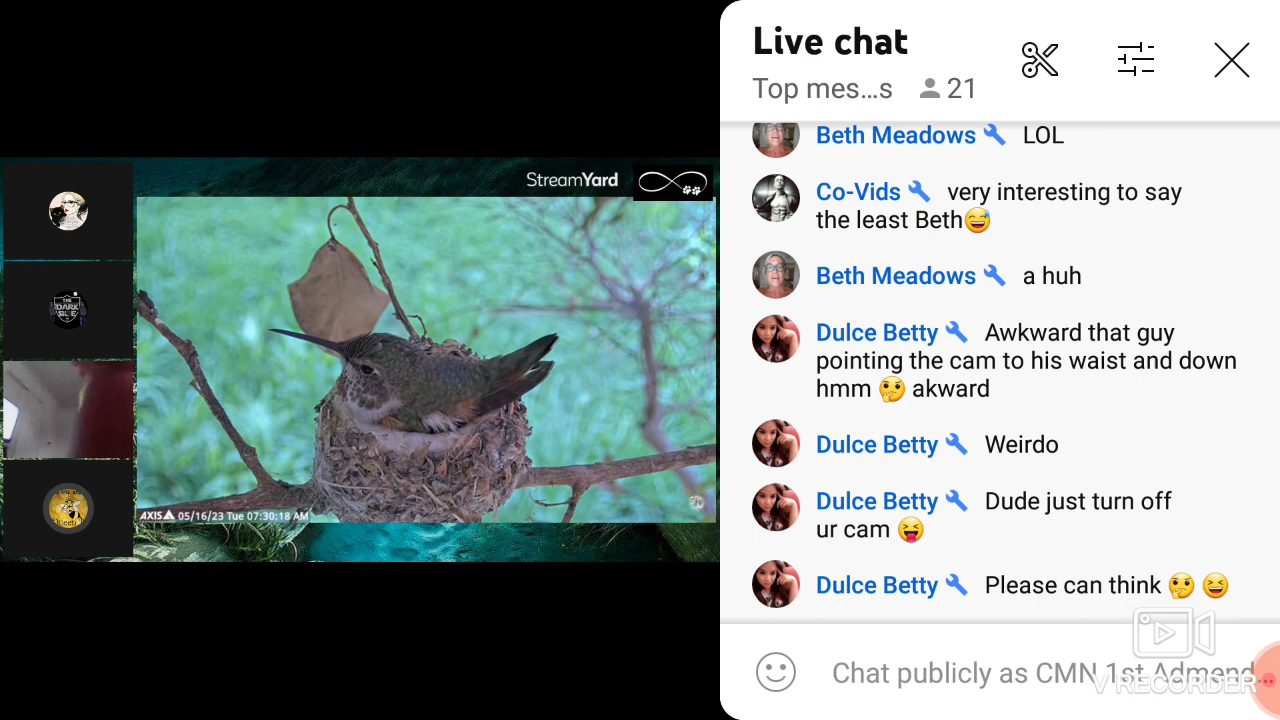 Live chat
Top mes...s 21
Beth Meadows LOL
Co-Vids very interesting to say
the least Beth😅
Beth Meadows a huh
Dulce Betty Awkward that guy
pointing the cam to his waist and down
hmm 🤔 akward
Dulce Betty Weirdo
Dulce Betty Dude just turn off
ur cam 😝
Dulce Betty Please can think 🤔 😆
Chat publicly as CMN 1st Admend...
V RECORDER
StreamYard
THE
DARK
SIDE
AXIS 05/16/23 Tue 07:30:18 AM